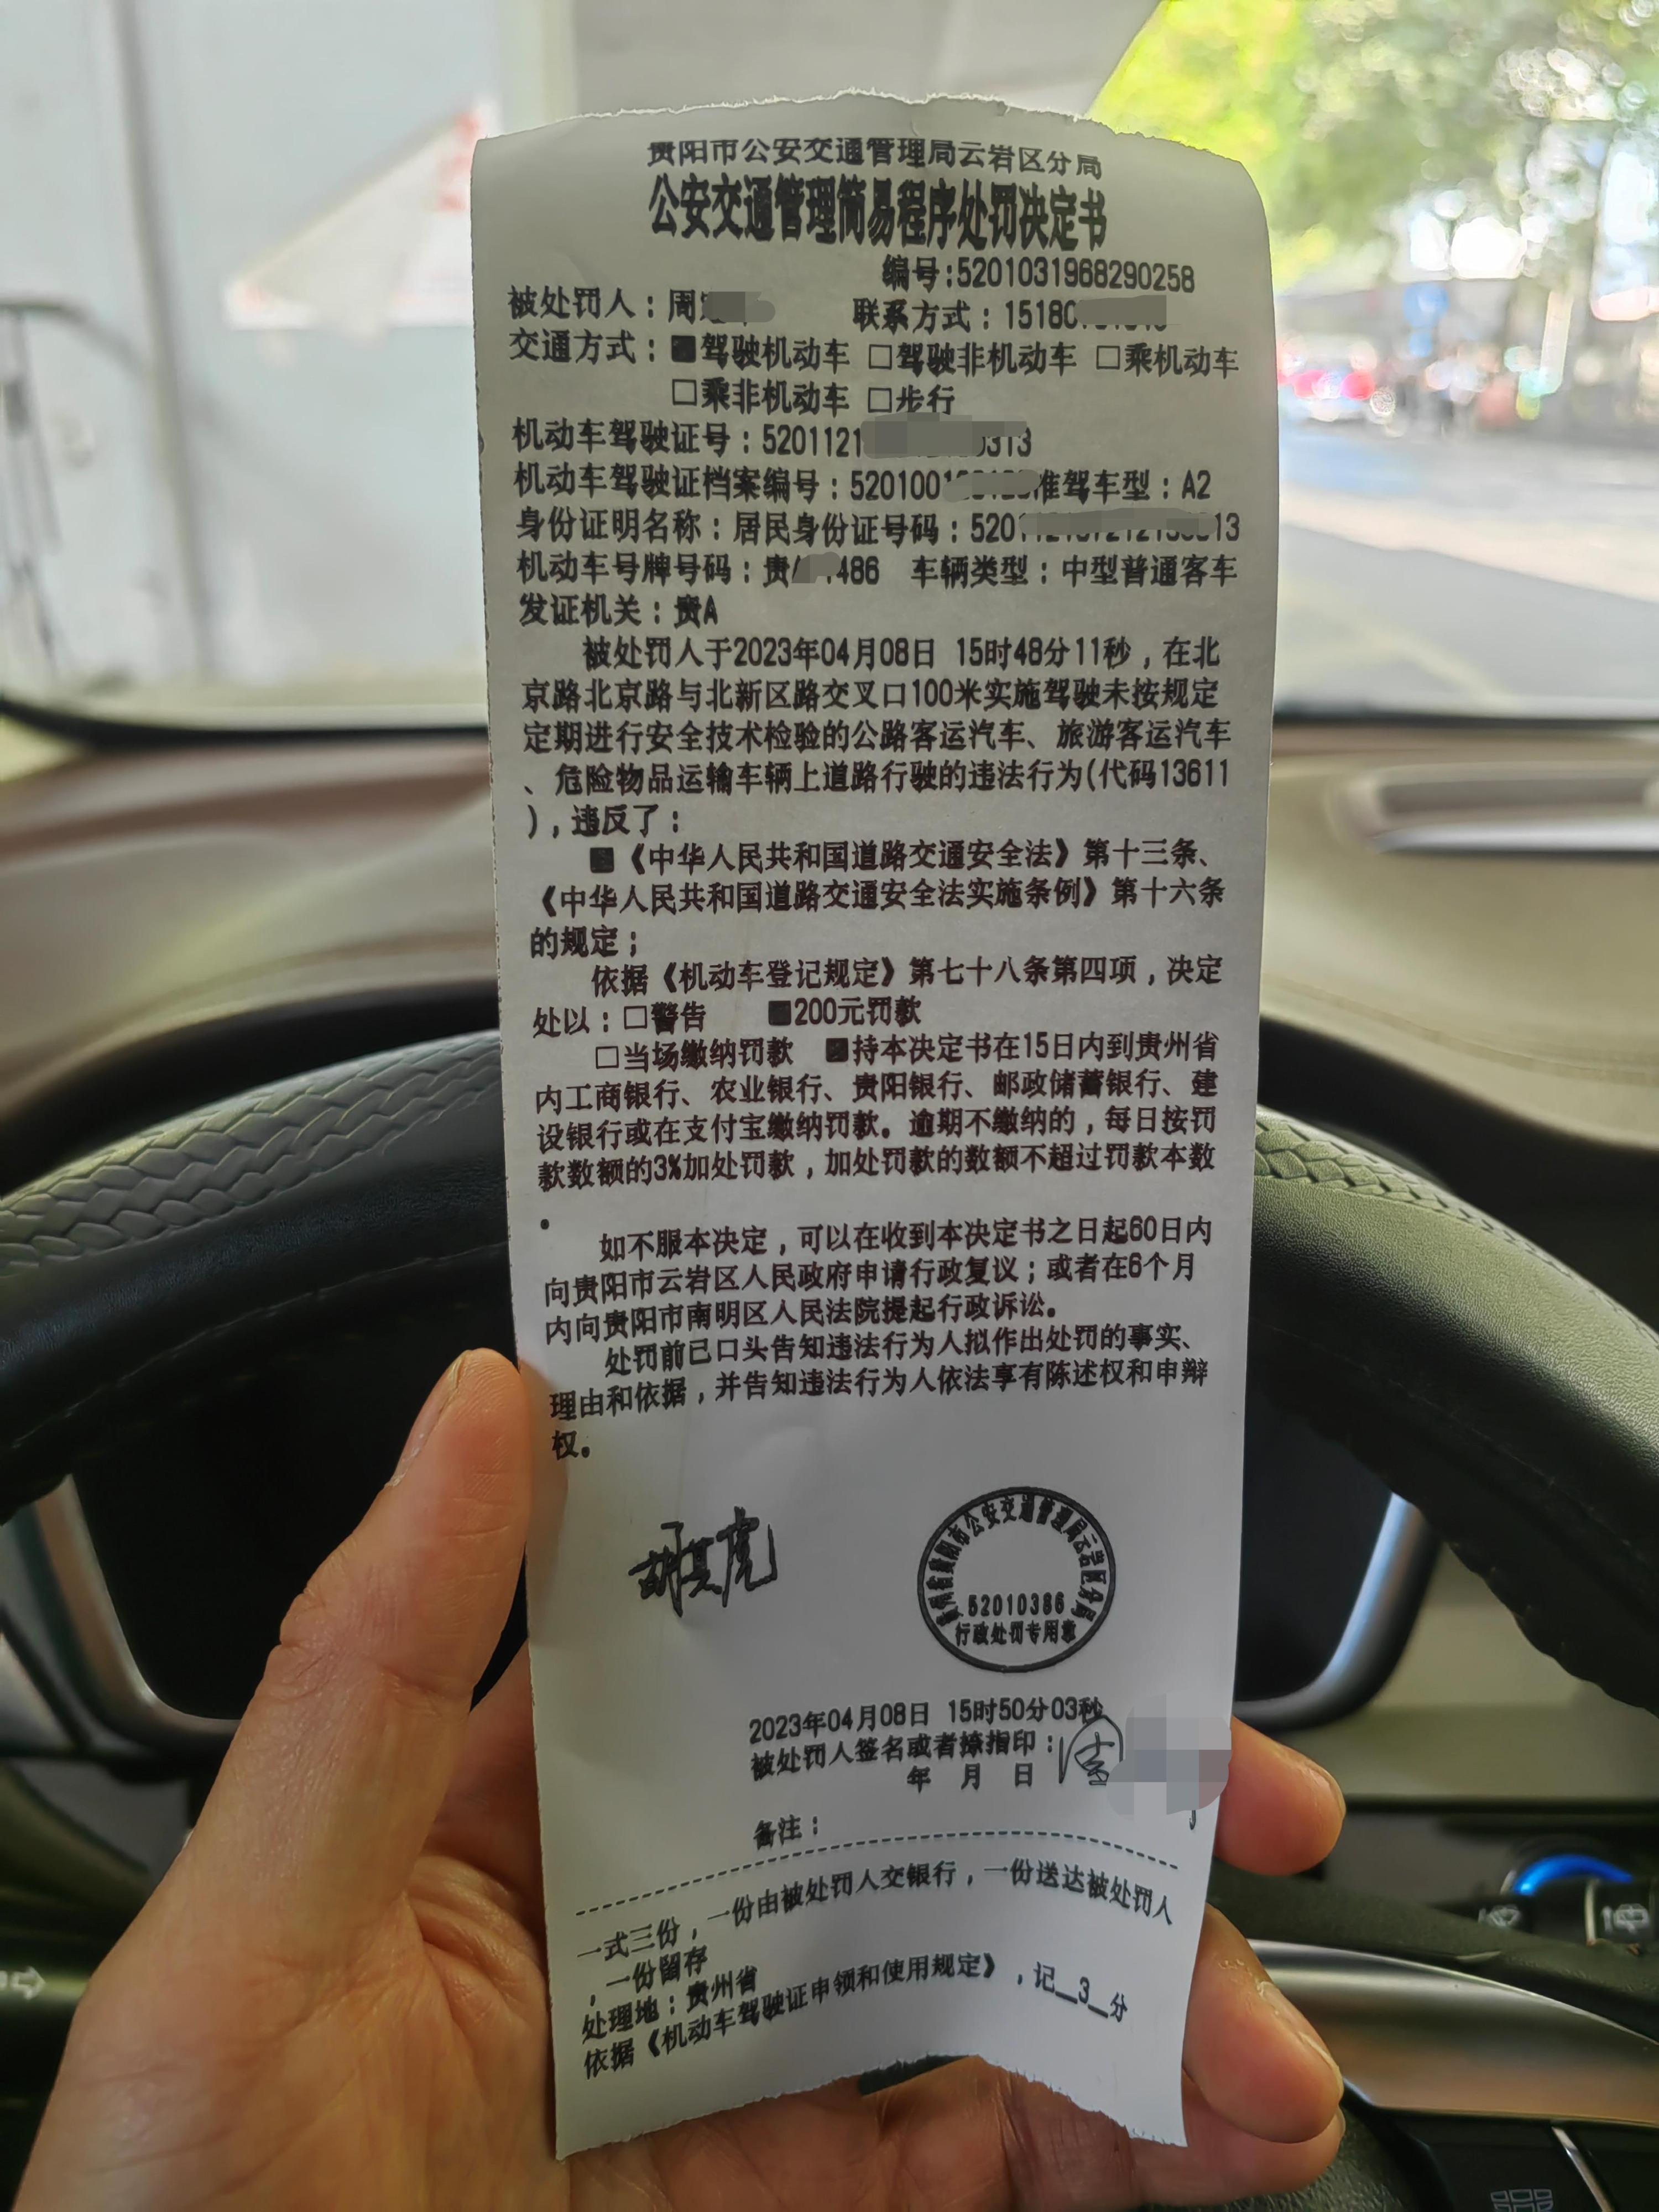 贵阳市公安交通管理局云岩区分局
公安交通管理简易程序处罚决定书
编号:5201031968290258
被处罚人：周 联系方式：15180
交通方式：■驾驶机动车 □驾驶非机动车 □乘机动车
□乘非机动车 □步行
机动车驾驶证号：5201121 0313
机动车驾驶证档案编号：520100 准驾车型：A2
身份证明名称：居民身份证号码：520 13
机动车号牌号码：贵 486 车辆类型：中型普通客车
发证机关：贵A
被处罚人于2023年04月08日 15时48分11秒，在北
京路北京路与北新区路交叉口100米实施驾驶未按规定
定期进行安全技术检验的公路客运汽车、旅游客运汽车
、危险物品运输车辆上道路行驶的违法行为(代码13611
)，违反了：
■《中华人民共和国道路交通安全法》第十三条、
《中华人民共和国道路交通安全法实施条例》第十六条
的规定；
依据《机动车登记规定》第七十八条第四项，决定
处以：□警告 ■200元罚款
□当场缴纳罚款 ■持本决定书在15日内到贵州省
内工商银行、农业银行、贵阳银行、邮政储蓄银行、建
设银行或在支付宝缴纳罚款。逾期不缴纳的，每日按罚
款数额的3%加处罚款，加处罚款的数额不超过罚款本数
。
如不服本决定，可以在收到本决定书之日起60日内
向贵阳市云岩区人民政府申请行政复议；或者在6个月
内向贵阳市南明区人民法院提起行政诉讼。
处罚前已口头告知违法行为人拟作出处罚的事实、
理由和依据，并告知违法行为人依法享有陈述权和申辩
权。
贵州省贵阳市公安交通管理局云岩区分局
52010386
行政处罚专用章
2023年04月08日 15时50分03秒
被处罚人签名或者捺指印：周
年 月 日
备注：
一式三份，一份由被处罚人交银行，一份送达被处罚人
，一份留存
处理地：贵州省
依据《机动车驾驶证申领和使用规定》，记_3_分